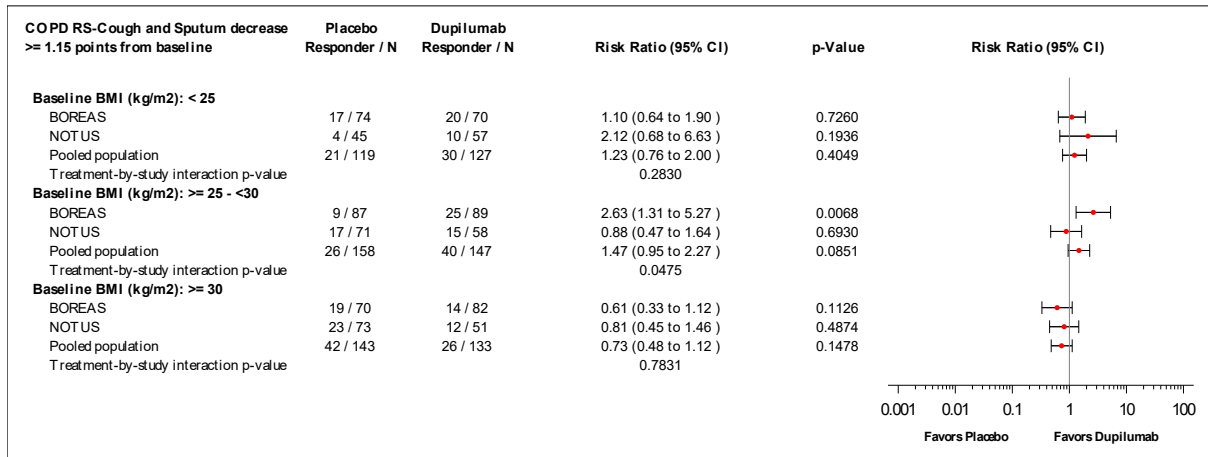 COPD RS-Cough and Sputum decrease Placebo Dupilumab
>= 1.15 points from baseline Responder / N Responder / N Risk Ratio (95% CI) p-Value Risk Ratio (95% CI)
Baseline BMI (kg/m2): < 25
BOREAS 17 / 74 20 / 70 1.10 (0.64 to 1.90 ) 0.7260
NOTUS 4 / 45 10 / 57 2.12 (0.68 to 6.63 ) 0.1936
Pooled population 21 / 119 30 / 127 1.23 (0.76 to 2.00 ) 0.4049
Treatment-by-study interaction p-value 0.2830
Baseline BMI (kg/m2): >= 25 - <30
BOREAS 9 / 87 25 / 89 2.63 (1.31 to 5.27 ) 0.0068
NOTUS 17 / 71 15 / 58 0.88 (0.47 to 1.64 ) 0.6930
Pooled population 26 / 158 40 / 147 1.47 (0.95 to 2.27 ) 0.0851
Treatment-by-study interaction p-value 0.0475
Baseline BMI (kg/m2): >= 30
BOREAS 19 / 70 14 / 82 0.61 (0.33 to 1.12 ) 0.1126
NOTUS 23 / 73 12 / 51 0.81 (0.45 to 1.46 ) 0.4874
Pooled population 42 / 143 26 / 133 0.73 (0.48 to 1.12 ) 0.1478
Treatment-by-study interaction p-value 0.7831
0.001 0.01 0.1 1 10 100
Favors Placebo Favors Dupilumab